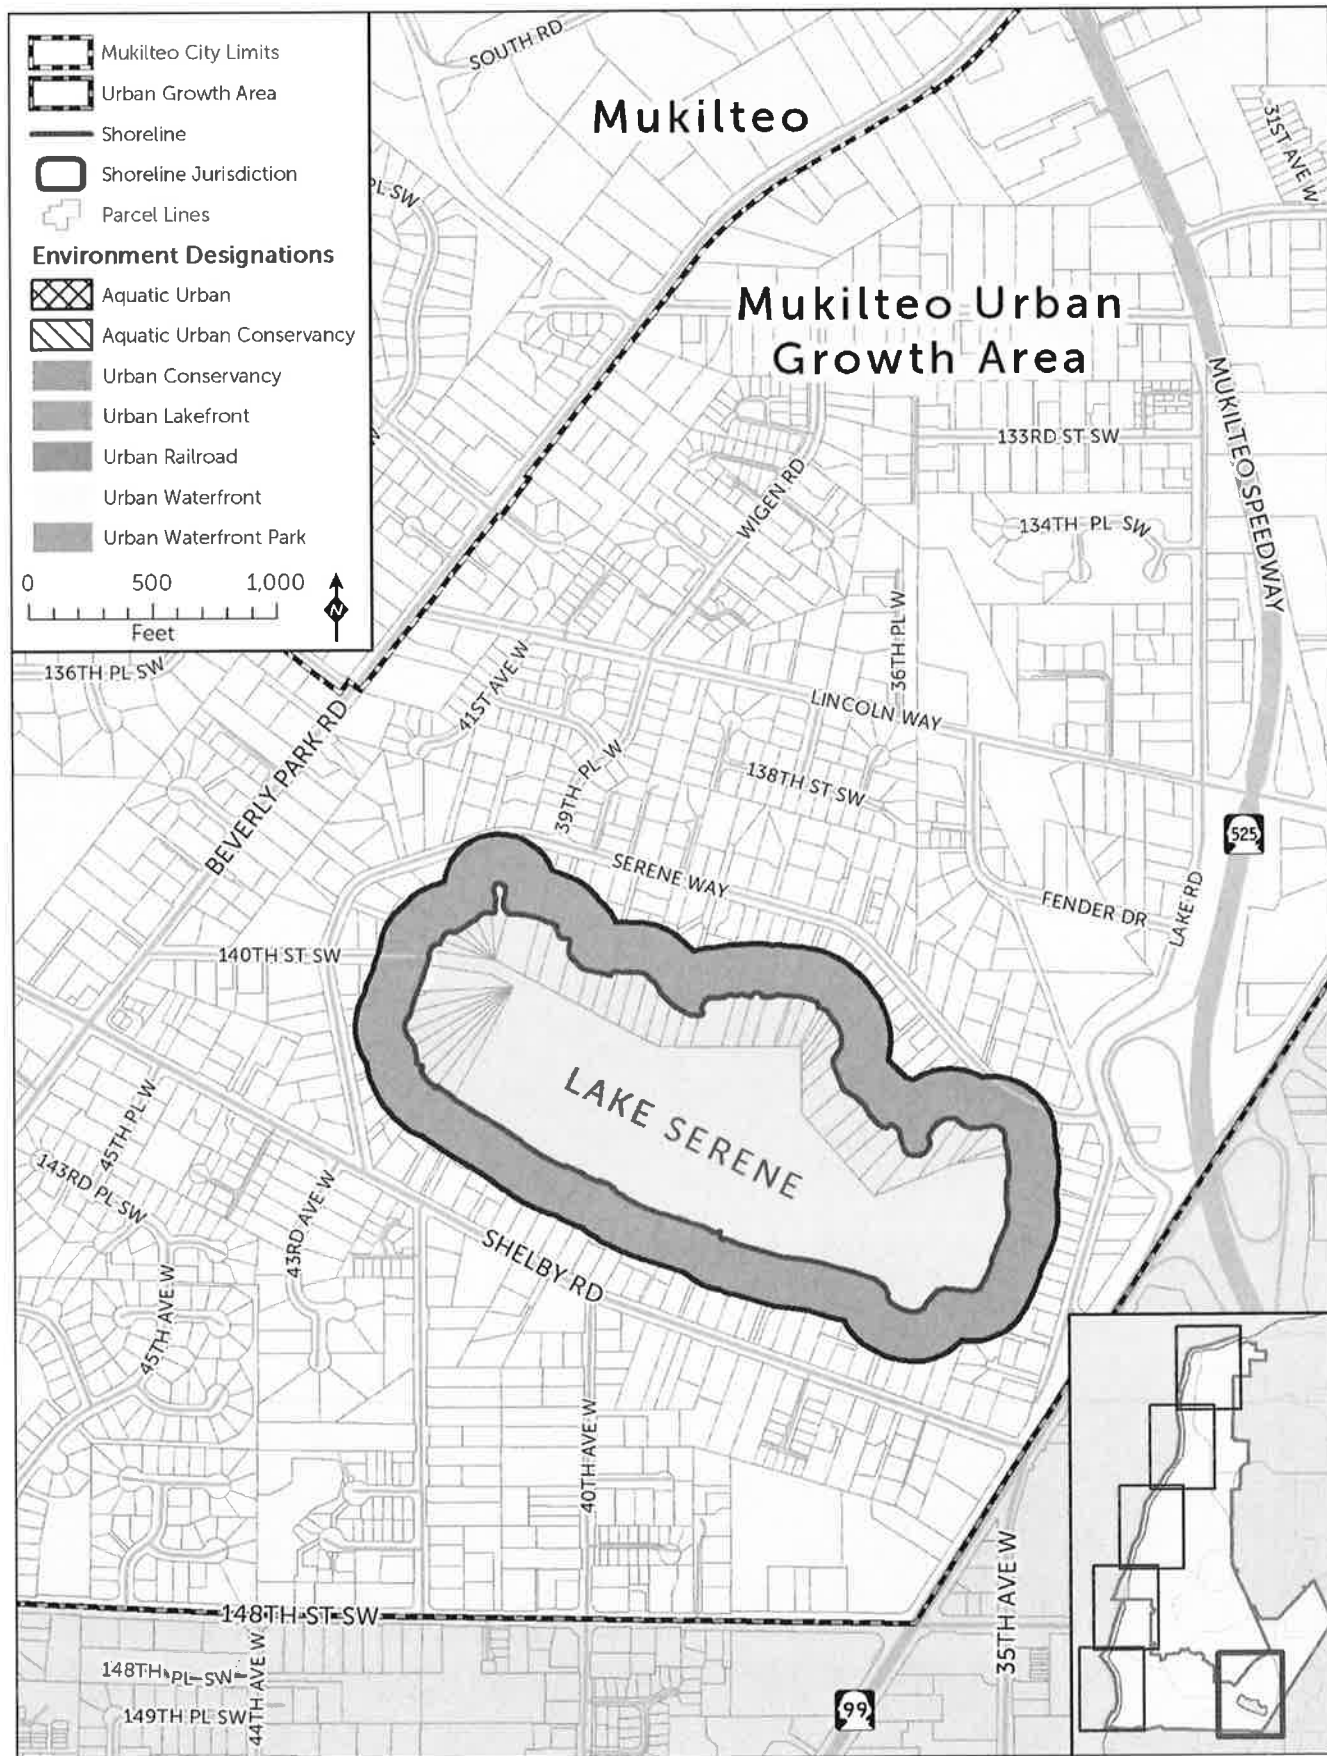 Mukilteo City Limits
Urban Growth Area
Shoreline
Shoreline Jurisdiction
Parcel Lines
Environment Designations
Aquatic Urban
Aquatic Urban Conservancy
Urban Conservancy
Urban Lakefront
Urban Railroad
Urban Waterfront
Urban Waterfront Park
0 500 1,000
Feet
N
SOUTH RD
Mukilteo
31ST AVE W
PL SW
Mukilteo Urban
Growth Area
MUKILTEO SPEEDWAY
133RD ST SW
WIGEN RD
134TH PL SW
36TH PL W
136TH PL SW
41ST AVE W
LINCOLN WAY
BEVERLY PARK RD
39TH PL W
138TH ST SW
525
SERENE WAY
FENDER DR
LAKE RD
140TH ST SW
LAKE SERENE
45TH PL W
143RD PL SW
43RD AVE W
SHELBY RD
45TH AVE W
40TH AVE W
35TH AVE W
148TH ST SW
148TH PL SW
44TH AVE W
149TH PL SW
99